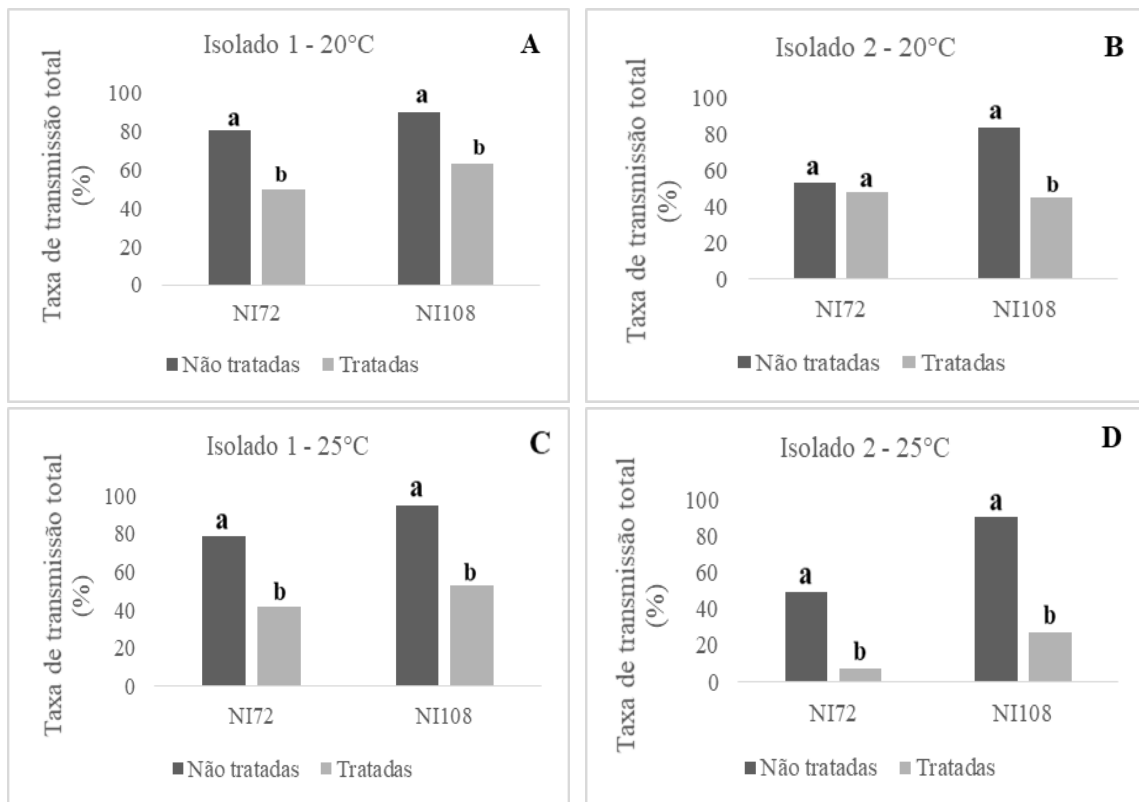 Isolado 1 - 20°C
A
Taxa de transmissão total
(%)
100
80
60
40
20
0
a
b
a
b
NI72
NI108
Não tratadas
Tratadas
Isolado 2 - 20°C
B
Taxa de transmissão total
(%)
100
80
60
40
20
0
a
a
a
b
NI72
NI108
Não tratadas
Tratadas
Isolado 1 - 25°C
C
Taxa de transmissão total
(%)
100
80
60
40
20
0
a
b
a
b
NI72
NI108
Não tratadas
Tratadas
Isolado 2 - 25°C
D
Taxa de transmissão total
(%)
100
80
60
40
20
0
a
b
a
b
NI72
NI108
Não tratadas
Tratadas